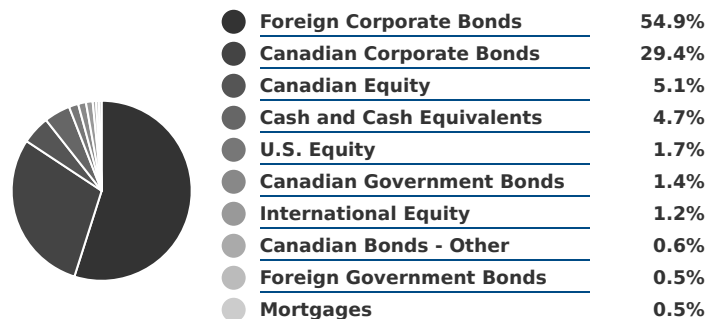 Foreign Corporate Bonds 54.9%
Canadian Corporate Bonds 29.4%
Canadian Equity 5.1%
Cash and Cash Equivalents 4.7%
U.S. Equity 1.7%
Canadian Government Bonds 1.4%
International Equity 1.2%
Canadian Bonds - Other 0.6%
Foreign Government Bonds 0.5%
Mortgages 0.5%